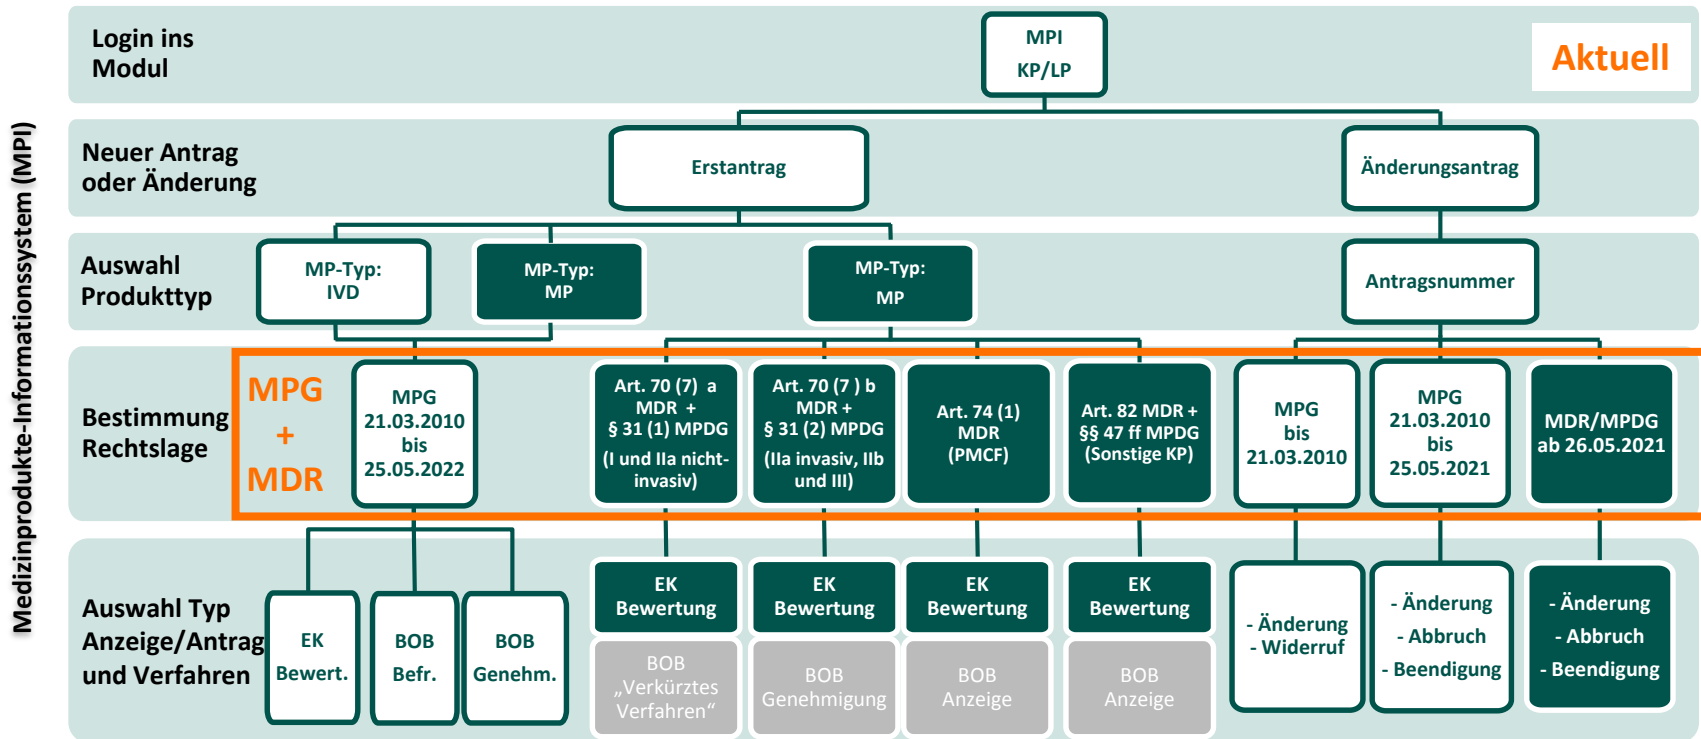 Medizinprodukte-Informationssystem (MPI)
Login ins
Modul
MPI
KP/LP
Aktuell
Neuer Antrag
oder Änderung
Erstantrag
Änderungsantrag
Auswahl
Produkttyp
MP-Typ:
IVD
MP-Typ:
MP
MP-Typ:
MP
Antragsnummer
Bestimmung
Rechtslage
MPG
+
MDR
MPG
21.03.2010
bis
25.05.2022
Art. 70 (7) a
MDR +
§ 31 (1) MPDG
(I und IIa nicht-
invasiv)
Art. 70 (7 ) b
MDR +
§ 31 (2) MPDG
(IIa invasiv, IIb
und III)
Art. 74 (1)
MDR
(PMCF)
Art. 82 MDR +
§§ 47 ff MPDG
(Sonstige KP)
MPG
bis
21.03.2010
MPG
21.03.2010
bis
25.05.2021
MDR/MPDG
ab 26.05.2021
Auswahl Typ
Anzeige/Antrag
und Verfahren
EK
Bewert.
BOB
Befr.
BOB
Genehm.
EK
Bewertung
BOB
„Verkürztes
Verfahren“
EK
Bewertung
BOB
Genehmigung
EK
Bewertung
BOB
Anzeige
EK
Bewertung
BOB
Anzeige
- Änderung
- Widerruf
- Änderung
- Abbruch
- Beendigung
- Änderung
- Abbruch
- Beendigung